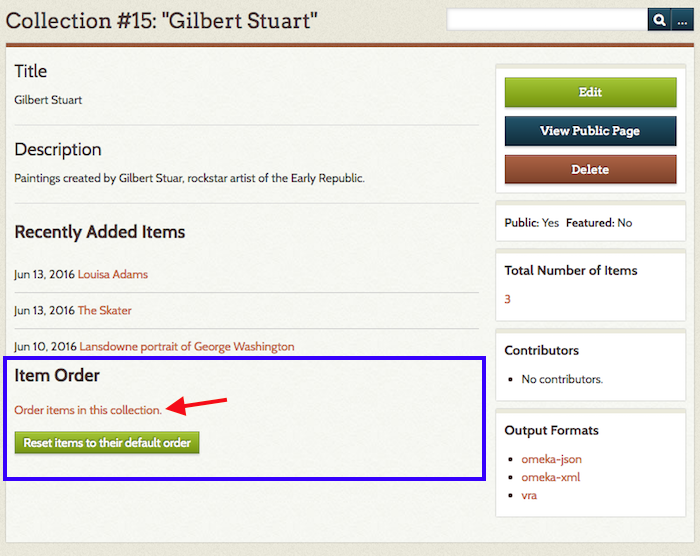 Collection #15: "Gilbert Stuart"
...
Title
Gilbert Stuart
Description
Paintings created by Gilbert Stuar, rockstar artist of the Early Republic.
Recently Added Items
Jun 13, 2016 Louisa Adams
Jun 13, 2016 The Skater
Jun 10, 2016 Lansdowne portrait of George Washington
Item Order
Order items in this collection.
Reset items to their default order
Edit
View Public Page
Delete
Public: Yes Featured: No
Total Number of Items
3
Contributors
No contributors.
Output Formats
omeka-json
omeka-xml
vra